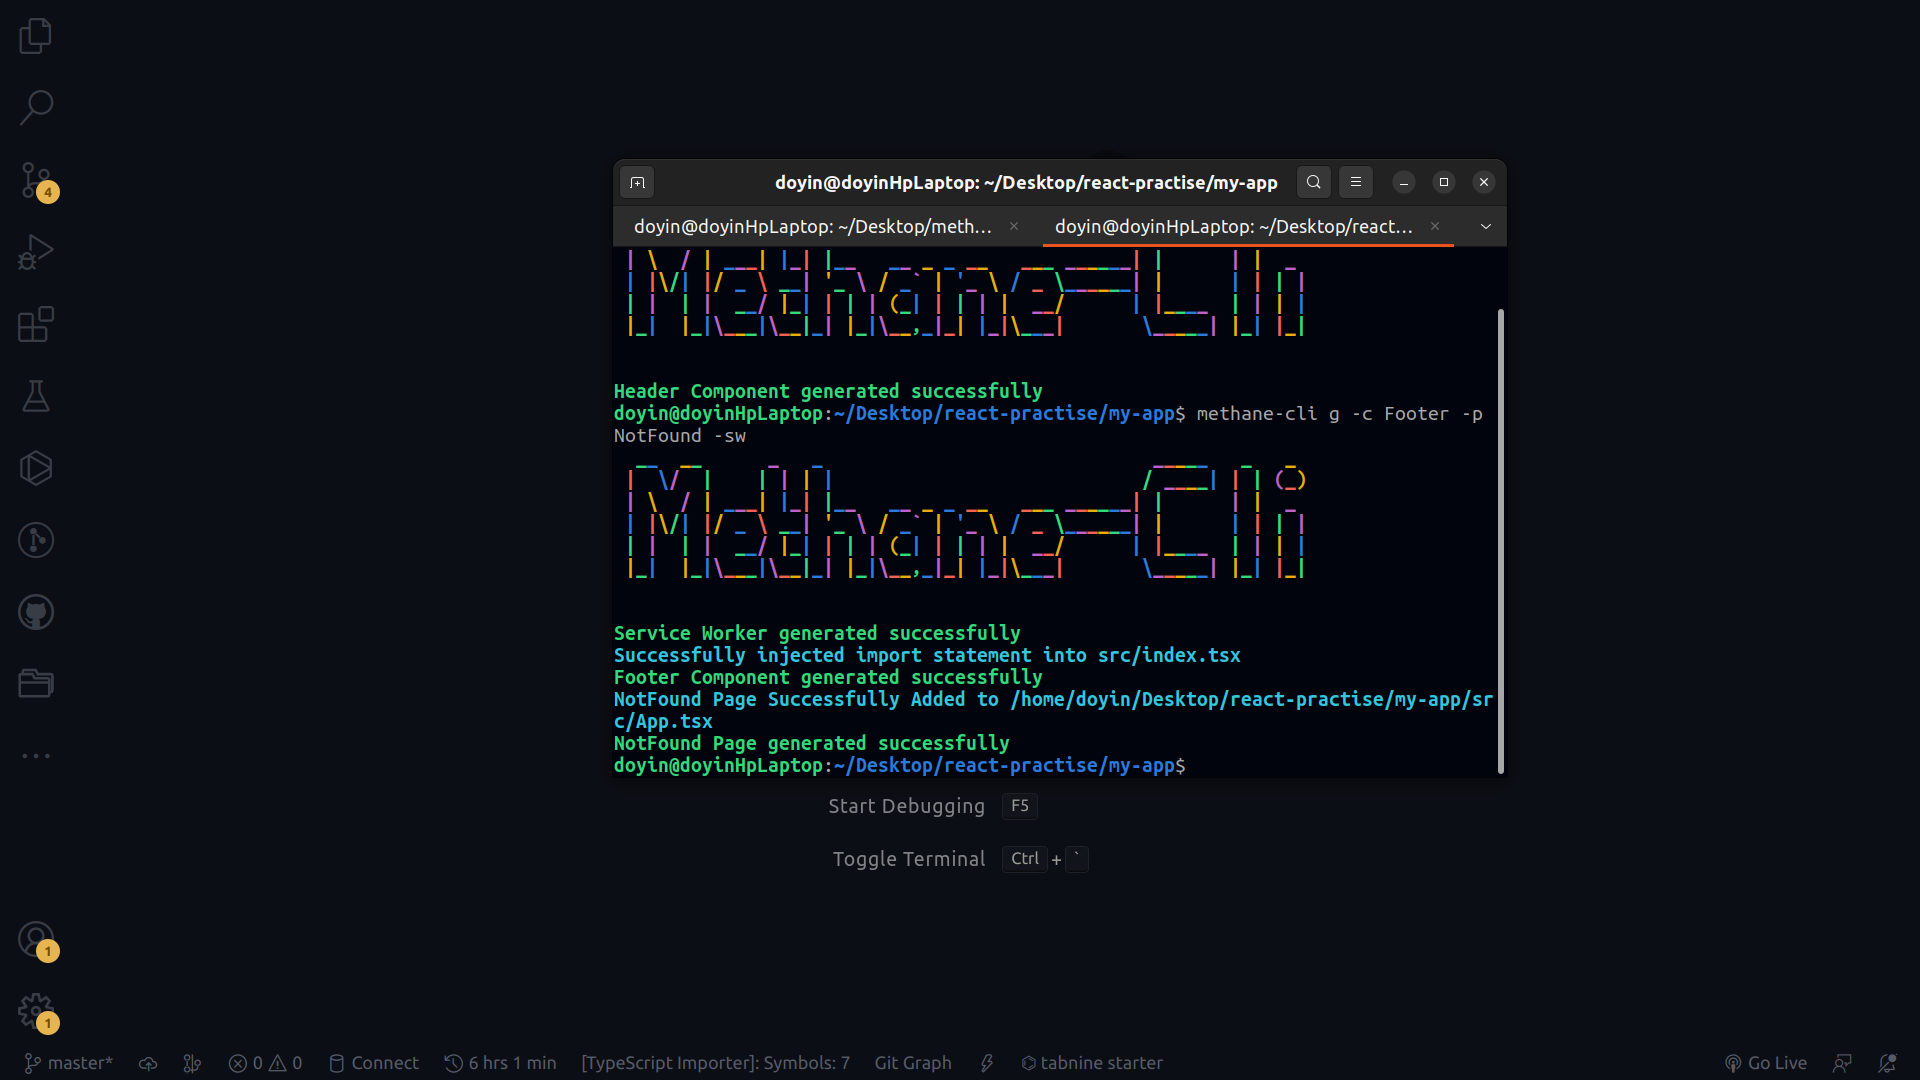 doyin@doyinHpLaptop: ~/Desktop/react-practise/my-app
doyin@doyinHpLaptop: ~/Desktop/meth...
doyin@doyinHpLaptop: ~/Desktop/react...
Methane-Cli
Header Component generated successfully
doyin@doyinHpLaptop:~/Desktop/react-practise/my-app$ methane-cli g -c Footer -p
NotFound -sw
Methane-Cli
Service Worker generated successfully
Successfully injected import statement into src/index.tsx
Footer Component generated successfully
NotFound Page Successfully Added to /home/doyin/Desktop/react-practise/my-app/sr
c/App.tsx
NotFound Page generated successfully
doyin@doyinHpLaptop:~/Desktop/react-practise/my-app$
Start Debugging F5
Toggle Terminal Ctrl + `
4
1
1
master* 0 0 Connect 6 hrs 1 min [TypeScript Importer]: Symbols: 7 Git Graph tabnine starter Go Live